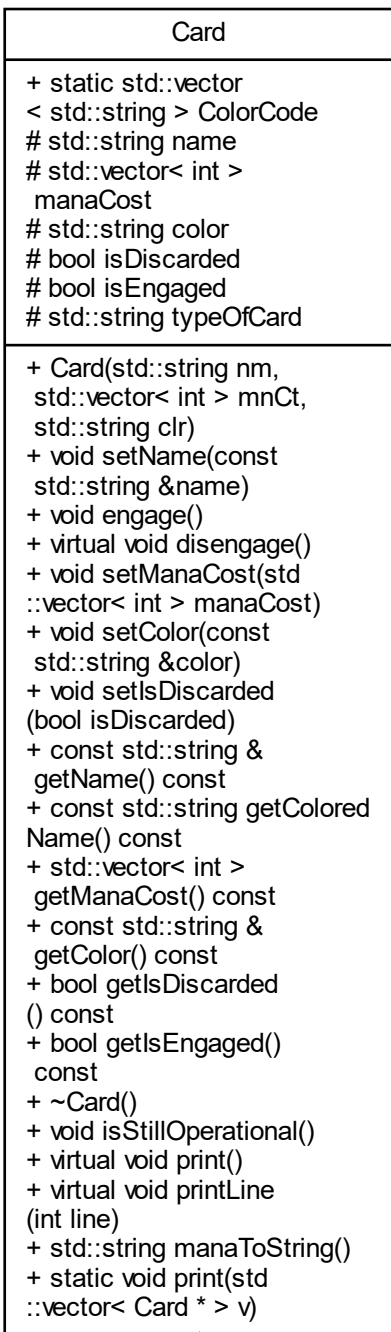 Card
+ static std::vector
< std::string > ColorCode
# std::string name
# std::vector< int >
manaCost
# std::string color
# bool isDiscarded
# bool isEngaged
# std::string typeOfCard
+ Card(std::string nm,
std::vector< int > mnCt,
std::string clr)
+ void setName(const
std::string &name)
+ void engage()
+ virtual void disengage()
+ void setManaCost(std
::vector< int > manaCost)
+ void setColor(const
std::string &color)
+ void setIsDiscarded
(bool isDiscarded)
+ const std::string &
getName() const
+ const std::string getColored
Name() const
+ std::vector< int >
getManaCost() const
+ const std::string &
getColor() const
+ bool getIsDiscarded
() const
+ bool getIsEngaged()
const
+ ~Card()
+ void isStillOperational()
+ virtual void print()
+ virtual void printLine
(int line)
+ std::string manaToString()
+ static void print(std
::vector< Card * > v)